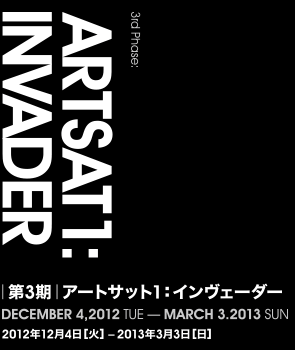 3rd Phase:
ARTSAT1:
INVADER
|第3期|アートサット1:インヴェーダー
DECEMBER 4,2012 TUE — MARCH 3.2013 SUN
2012年12月4日【火】–2013年3月3日【日】